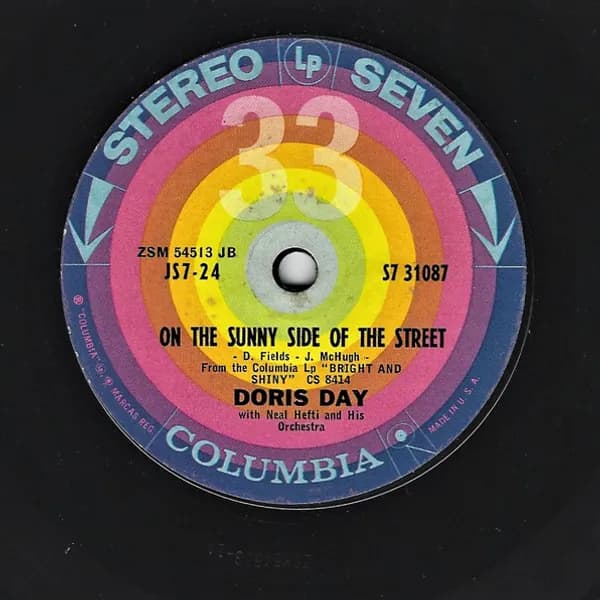 STEREO LP SEVEN
33
ZSM 54513 JB
JS7-24
S7 31087
ON THE SUNNY SIDE OF THE STREET
- D. Fields - J. McHugh -
From the Columbia Lp "BRIGHT AND
SHINY" CS 8414
DORIS DAY
with Neal Hefti and His
Orchestra
"COLUMBIA"
MARCAS REG.
COLUMBIA
MADE IN U. S. A.